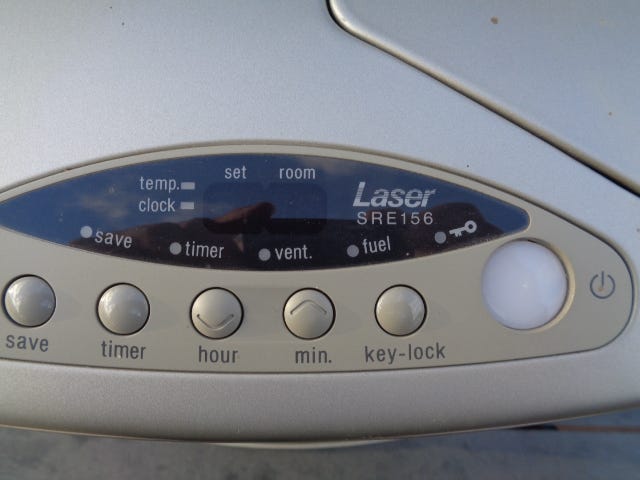 set room
temp.
clock
Laser
SRE156
save timer vent. fuel
save timer hour min. key-lock